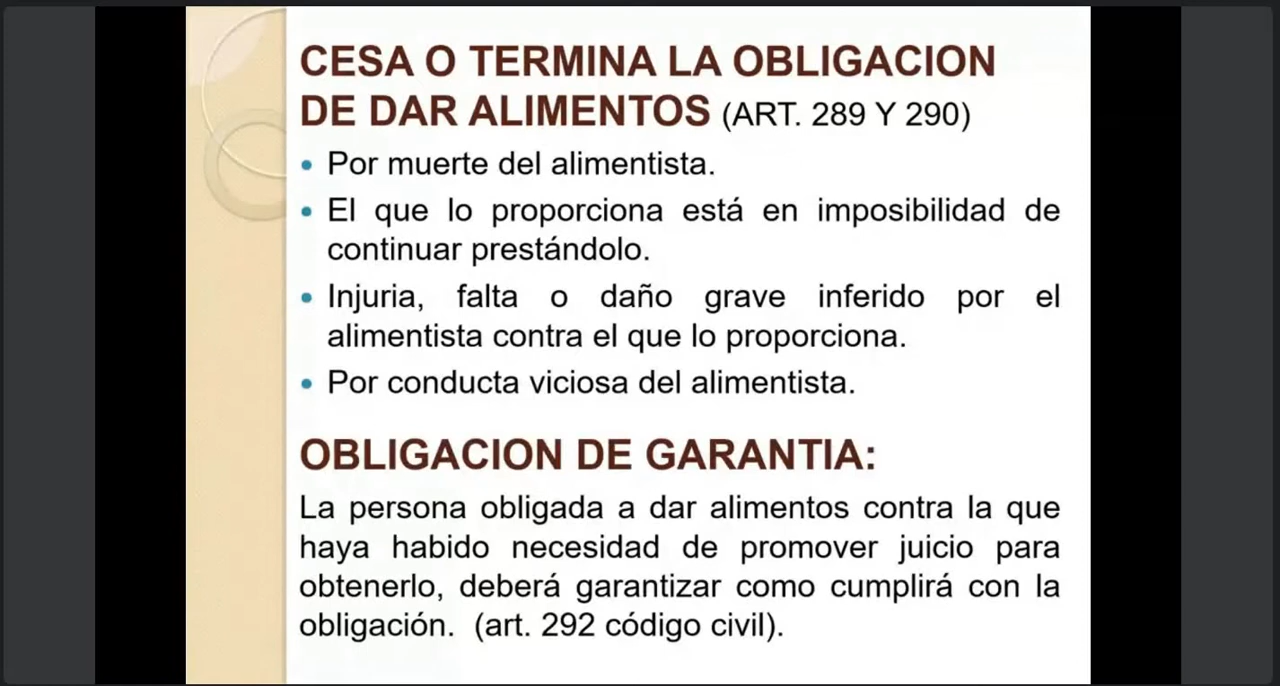 CESA O TERMINA LA OBLIGACION
DE DAR ALIMENTOS (ART. 289 Y 290)
• Por muerte del alimentista.
• El que lo proporciona está en imposibilidad de
continuar prestándolo.
• Injuria, falta o daño grave inferido por el
alimentista contra el que lo proporciona.
• Por conducta viciosa del alimentista.
OBLIGACION DE GARANTIA:
La persona obligada a dar alimentos contra la que
haya habido necesidad de promover juicio para
obtenerlo, deberá garantizar como cumplirá con la
obligación. (art. 292 código civil).